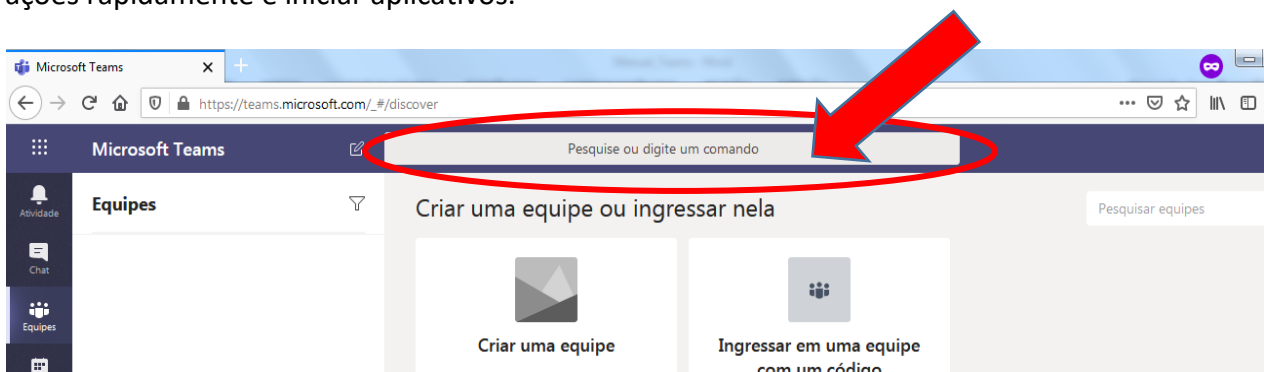 ações rapidamente e iniciar aplicativos.
Microsoft Teams
https://teams.microsoft.com/_#/discover
Microsoft Teams
Pesquise ou digite um comando
Atividade
Equipes
Criar uma equipe ou ingressar nela
Pesquisar equipes
Chat
Equipes
Criar uma equipe
Ingressar em uma equipe
com um código